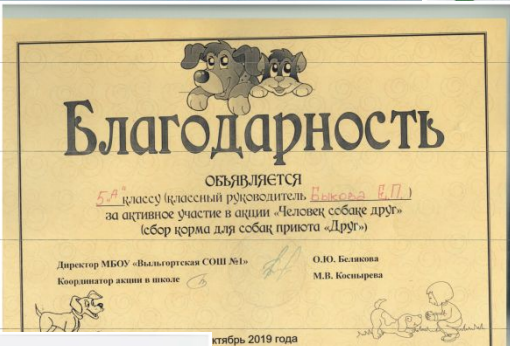 Благодарность
ОБЪЯВЛЯЕТСЯ
5 "А" классу (классный руководитель Быкова Е.П.)
за активное участие в акции «Человек собаке друг»
(сбор корма для собак приюта «Друг»)
Директор МБОУ «Выльгортская СОШ №1» О.Ю. Белякова
Координатор акции в школе М.В. Коснырева
ктябрь 2019 года